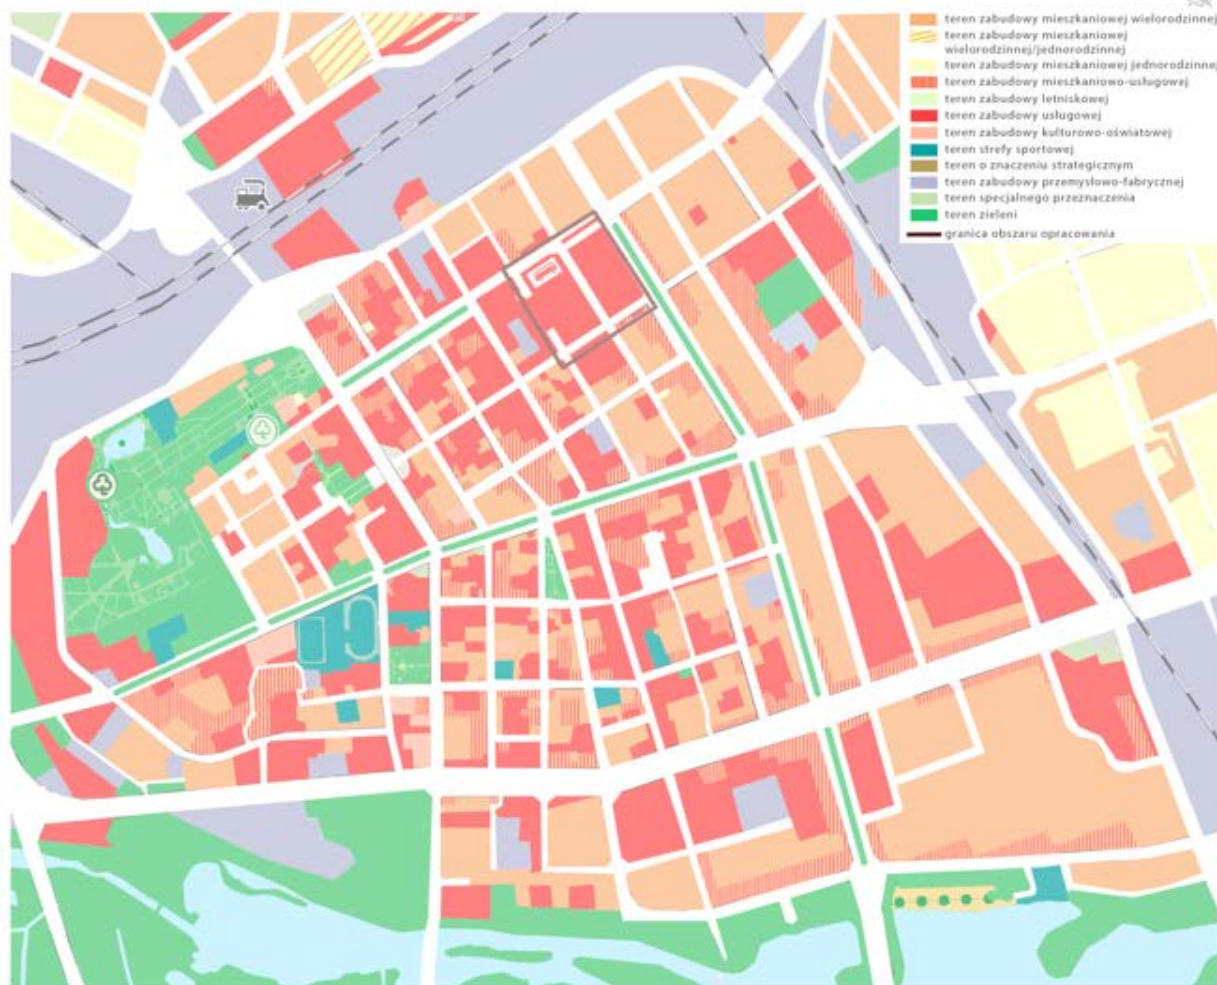 teren zabudowy mieszkaniowej wielorodzinnej
teren zabudowy mieszkaniowej
wielorodzinnej/jednorodzinnej
teren zabudowy mieszkaniowej jednorodzinnej
teren zabudowy mieszkaniowo-usługowej
teren zabudowy letniskowej
teren zabudowy usługowej
teren zabudowy kulturowo-oświatowej
teren strefy sportowej
teren o znaczeniu strategicznym
teren zabudowy przemysłowo-fabrycznej
teren specjalnego przeznaczenia
teren zieleni
granica obszaru opracowania